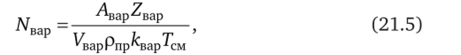 N_вар = A_вар Z_вар / V_вар ρ_пр k_вар T_см , (21.5)